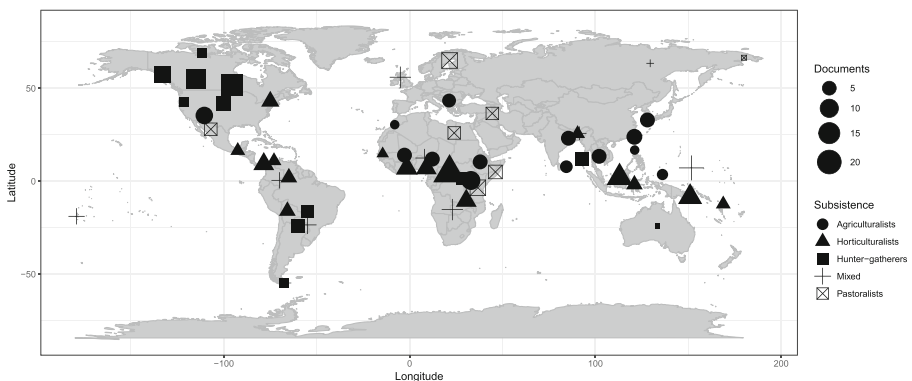 Latitude
50
0
−50
−100
0
100
200
Longitude
Documents
5
10
15
20
Subsistence
Agriculturalists
Horticulturalists
Hunter−gatherers
Mixed
Pastoralists